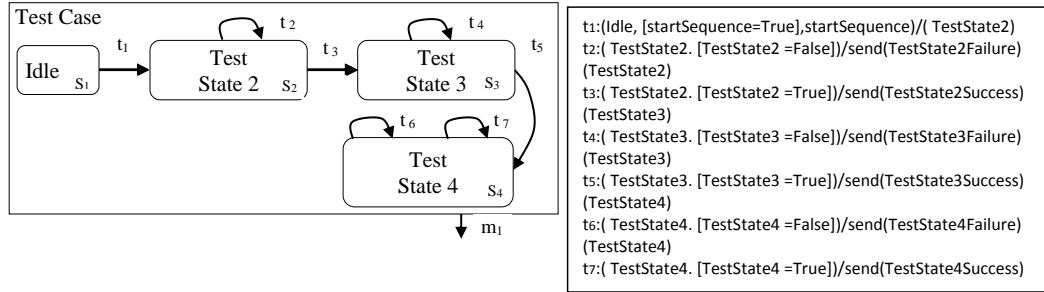 Test Case
t1
t2
t3
t4
t5
Idle
S1
Test
State 2
S2
Test
State 3
S3
t6
t7
Test
State 4
S4
m1
t1:(Idle, [startSequence=True],startSequence)/( TestState2)
t2:( TestState2. [TestState2 =False])/send(TestState2Failure)
(TestState2)
t3:( TestState2. [TestState2 =True])/send(TestState2Success)
(TestState3)
t4:( TestState3. [TestState3 =False])/send(TestState3Failure)
(TestState3)
t5:( TestState3. [TestState3 =True])/send(TestState3Success)
(TestState4)
t6:( TestState4. [TestState4 =False])/send(TestState4Failure)
(TestState4)
t7:( TestState4. [TestState4 =True])/send(TestState4Success)